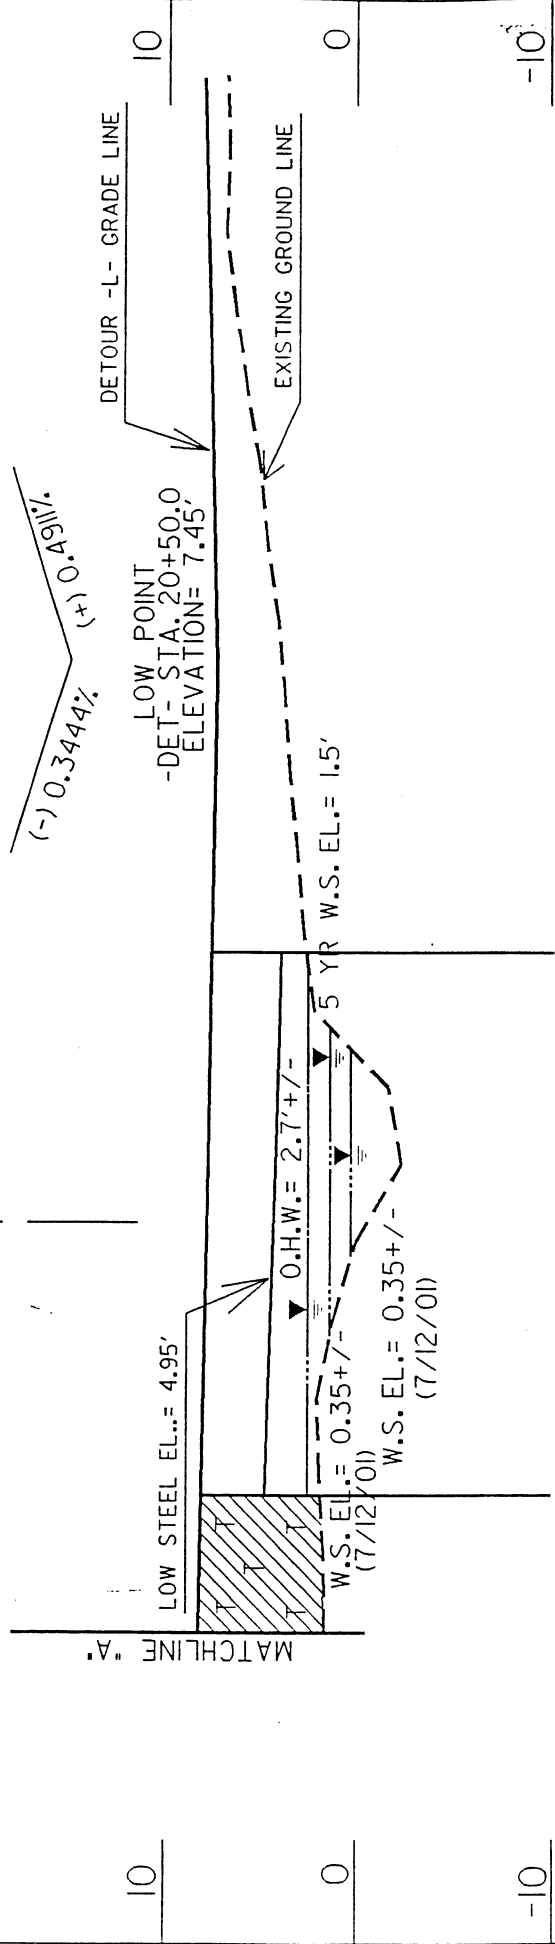 (-) 0.3444%
(+) 0.4911%
10
0
-10
DETOUR -L- GRADE LINE
EXISTING GROUND LINE
LOW POINT
-DET- STA. 20+50.0
ELEVATION= 7.45'
5 YR W.S. EL.= 1.5'
O.H.W.= 2.7'+/-
LOW STEEL EL..= 4.95'
W.S. EL.= 0.35+/-
(7/12/01)
W.S. EL.= 0.35+/-
(7/12/01)
T
T
T
T
T
MATCHLINE "A"
10
0
-10